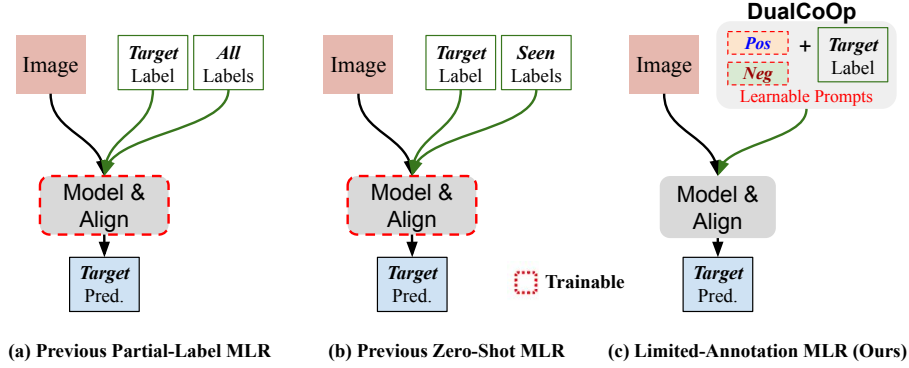 DualCoOp
Image
Target
Label
All
Labels
Image
Target
Label
Seen
Labels
Image
Pos
Neg
+
Target
Label
Learnable Prompts
Model &
Align
Model &
Align
Model &
Align
Target
Pred.
Target
Pred.
Target
Pred.
Trainable
(a) Previous Partial-Label MLR
(b) Previous Zero-Shot MLR
(c) Limited-Annotation MLR (Ours)